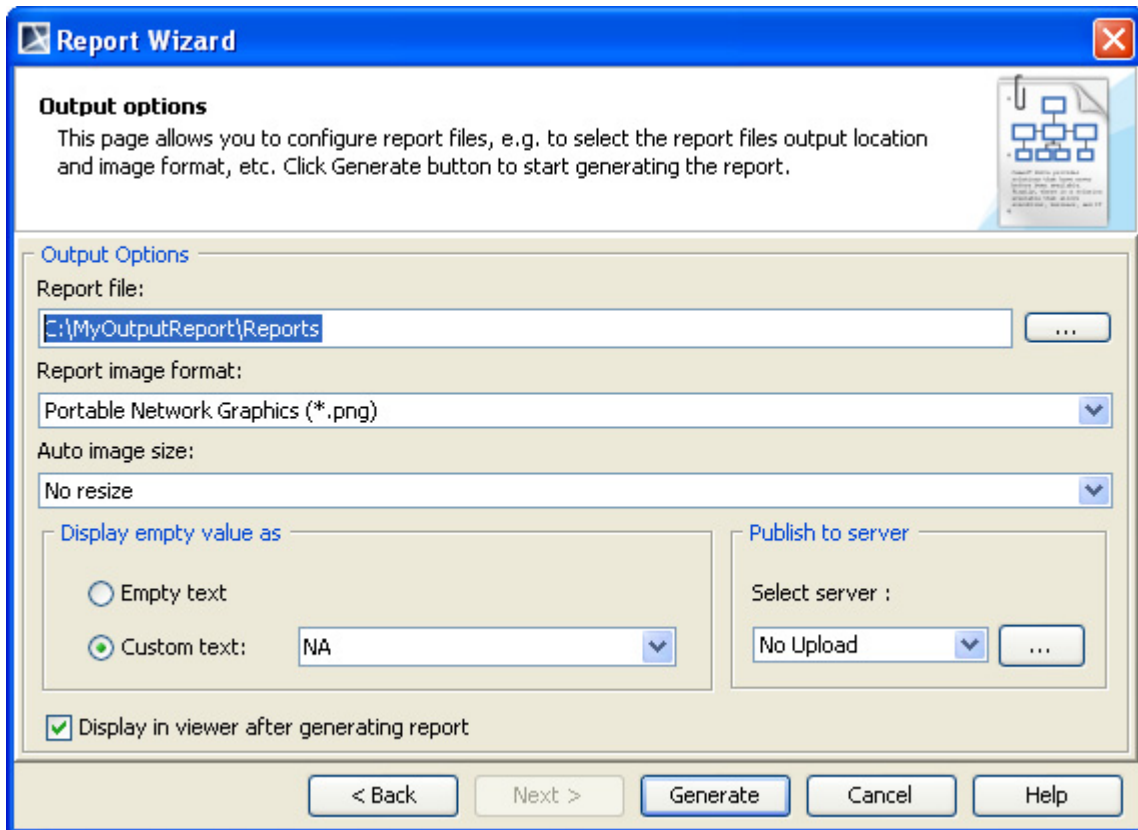 Report Wizard
Output options
This page allows you to configure report files, e.g. to select the report files output location
and image format, etc. Click Generate button to start generating the report.
Output Options
Report file:
C:\MyOutputReport\Reports
...
Report image format:
Portable Network Graphics (*.png)
Auto image size:
No resize
Display empty value as
Empty text
Custom text: NA
Publish to server
Select server :
No Upload ...
Display in viewer after generating report
< Back Next > Generate Cancel Help